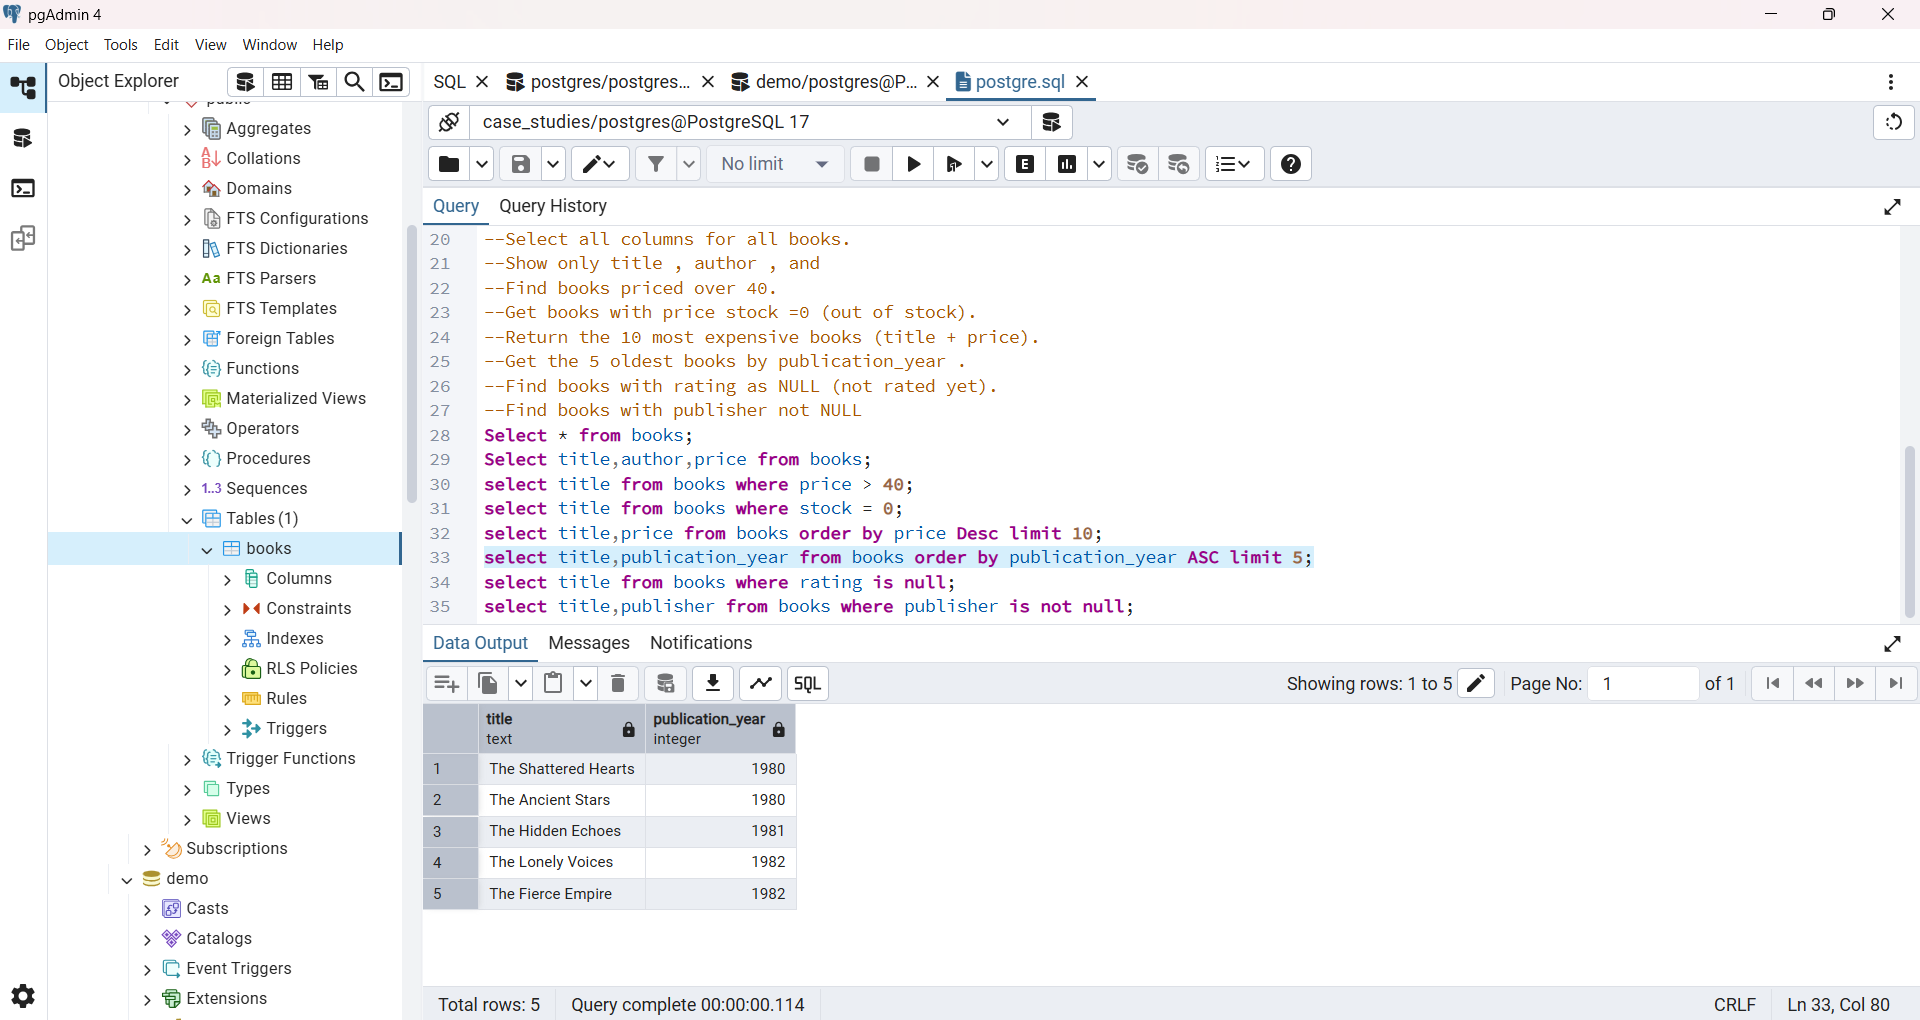 pgAdmin 4
File Object Tools Edit View Window Help
Object Explorer
SQL
postgres/postgres...
demo/postgres@P...
postgre.sql
public
Aggregates
Collations
Domains
FTS Configurations
FTS Dictionaries
Aa FTS Parsers
FTS Templates
Foreign Tables
Functions
Materialized Views
Operators
Procedures
1..3 Sequences
Tables (1)
books
Columns
Constraints
Indexes
RLS Policies
Rules
Triggers
Trigger Functions
Types
Views
Subscriptions
demo
Casts
Catalogs
Event Triggers
Extensions
case_studies/postgres@PostgreSQL 17
No limit
E
Query Query History
20 --Select all columns for all books.
21 --Show only title , author , and
22 --Find books priced over 40.
23 --Get books with price stock =0 (out of stock).
24 --Return the 10 most expensive books (title + price).
25 --Get the 5 oldest books by publication_year .
26 --Find books with rating as NULL (not rated yet).
27 --Find books with publisher not NULL
28 Select * from books;
29 Select title,author,price from books;
30 select title from books where price > 40;
31 select title from books where stock = 0;
32 select title,price from books order by price Desc limit 10;
33 select title,publication_year from books order by publication_year ASC limit 5;
34 select title from books where rating is null;
35 select title,publisher from books where publisher is not null;
Data Output Messages Notifications
SQL
Showing rows: 1 to 5 Page No: 1 of 1
title publication_year
text integer
1 The Shattered Hearts 1980
2 The Ancient Stars 1980
3 The Hidden Echoes 1981
4 The Lonely Voices 1982
5 The Fierce Empire 1982
Total rows: 5 Query complete 00:00:00.114 CRLF Ln 33, Col 80